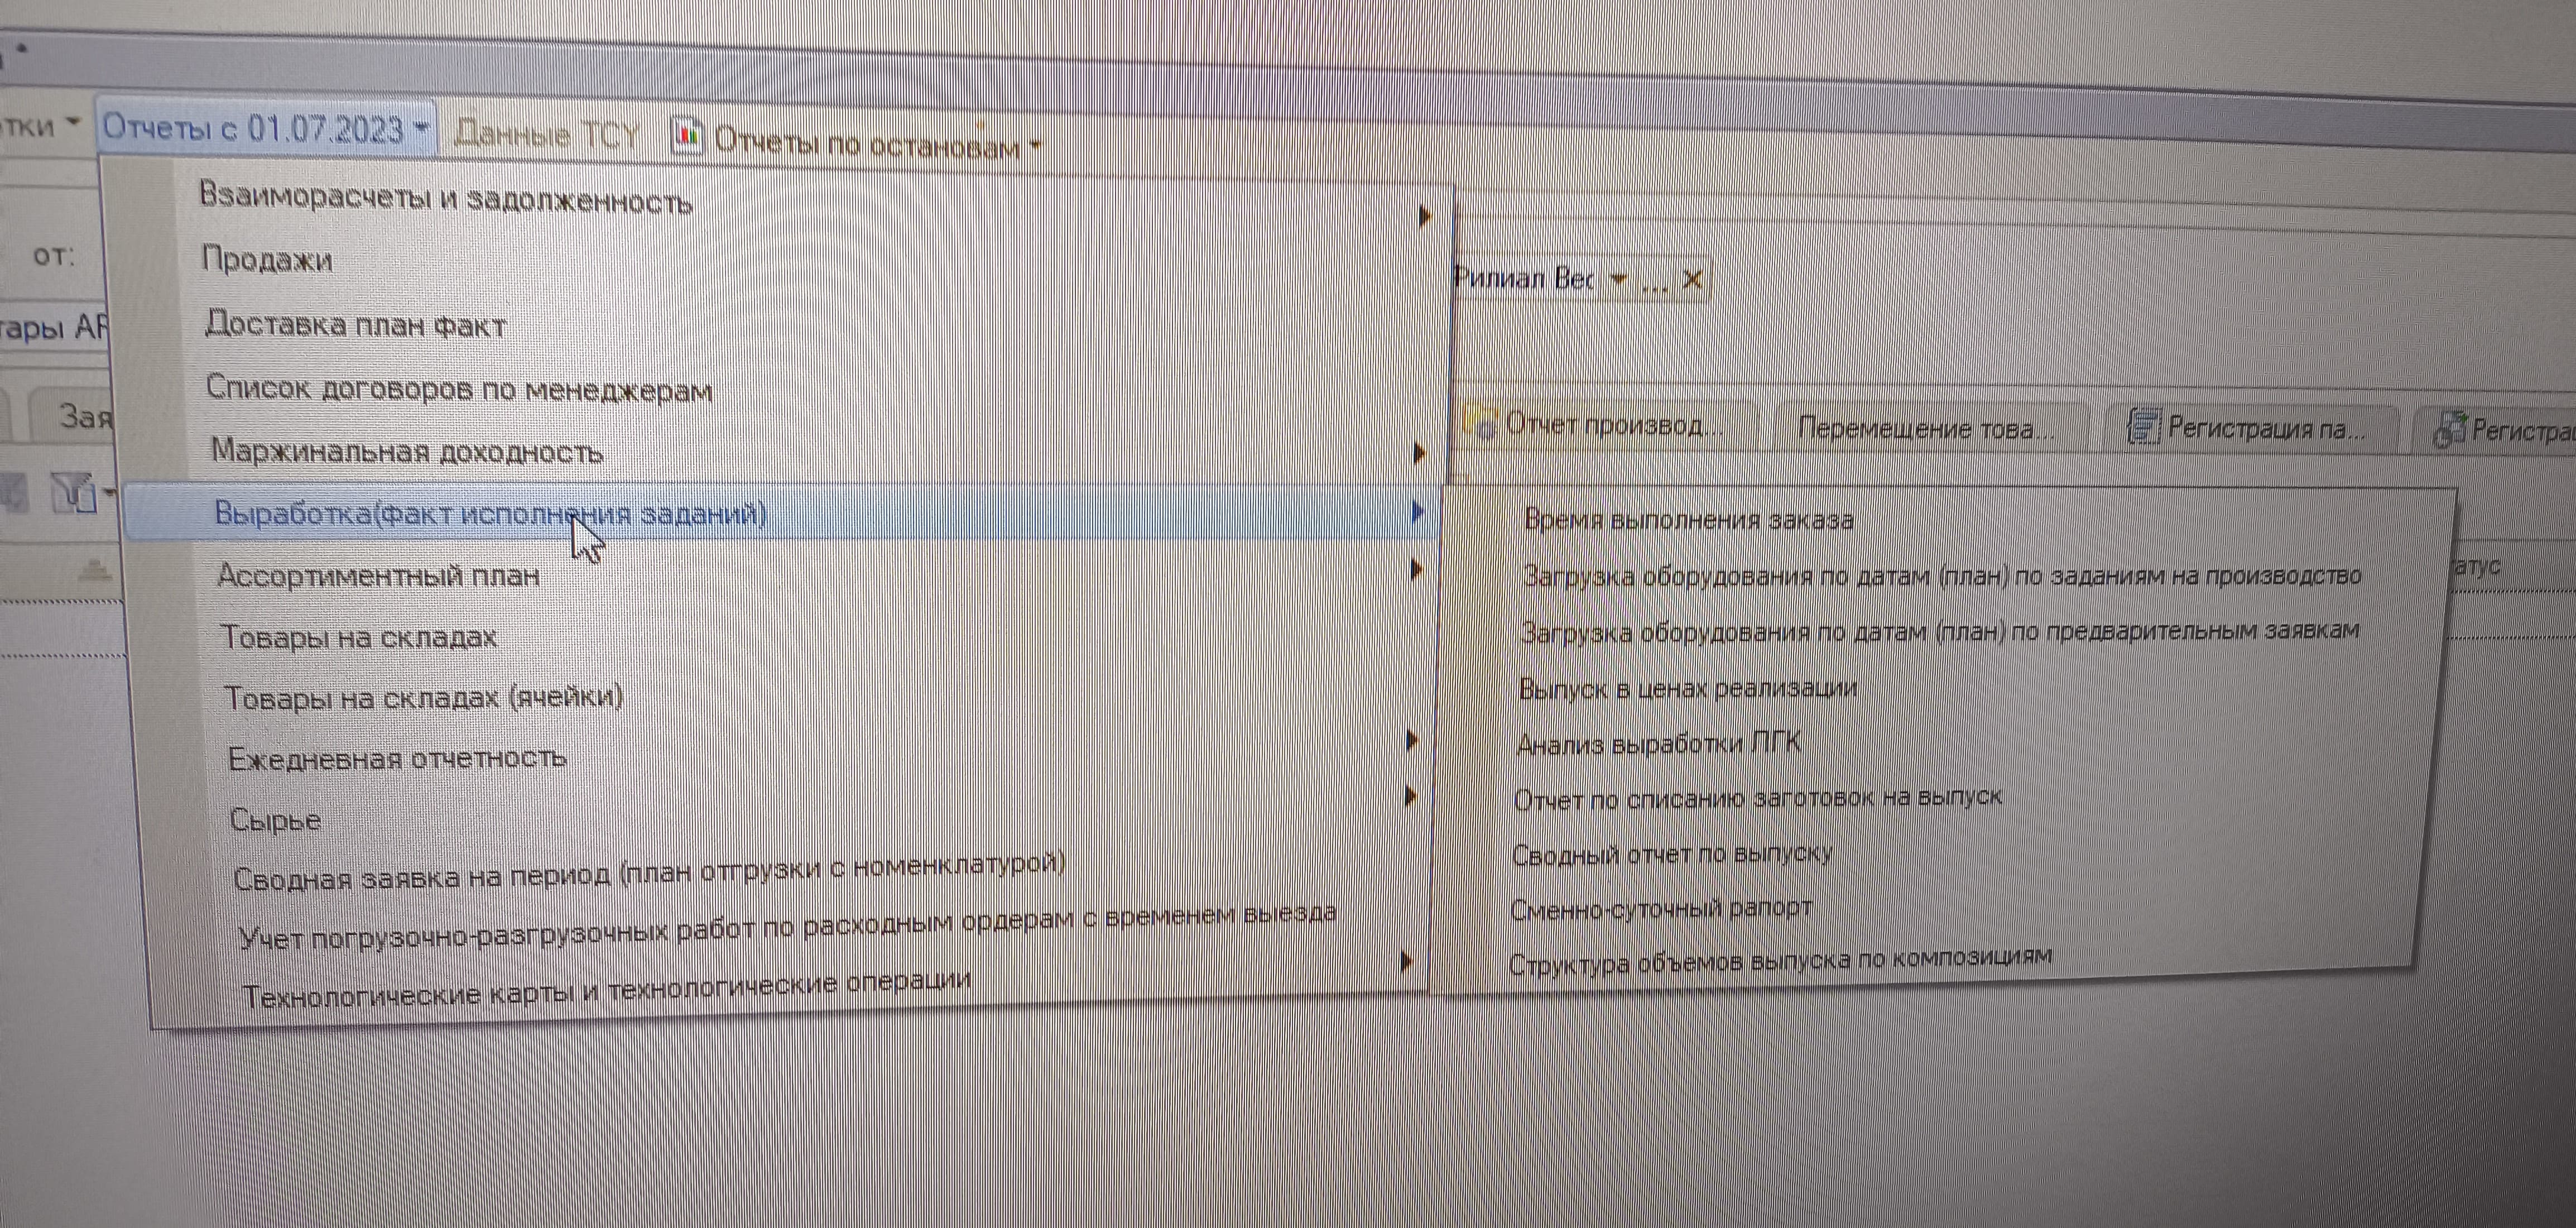 тки Отчеты с 01.07.2023 Данные ТСУ Отчеты по остановам
Взаиморасчеты и задолженность
Продажи
от:
Филиал Вес ...
Доставка план факт
Список договоров по менеджерам
Зая
Отчет производ... Перемещение това... Регистрация па... Регистрац
Маржинальная доходность
Выработка(факт исполнения заданий)
Ассортиментный план
Товары на складах
Товары на складах (ячейки)
Ежедневная отчетность
Сырье
Сводная заявка на период (план отгрузки с номенклатурой)
Учет погрузочно-разгрузочных работ по расходным ордерам с временем выезда
Технологические карты и технологические операции
Время выполнения заказа
Загрузка оборудования по датам (план) по заданиям на производство
атус
Загрузка оборудования по датам (план) по предварительным заявкам
Выпуск в ценах реализации
Анализ выработки ЛГК
Отчет по списанию заготовок на выпуск
Сводный отчет по выпуску
Сменно-суточный рапорт
Структура объемов выпуска по композициям